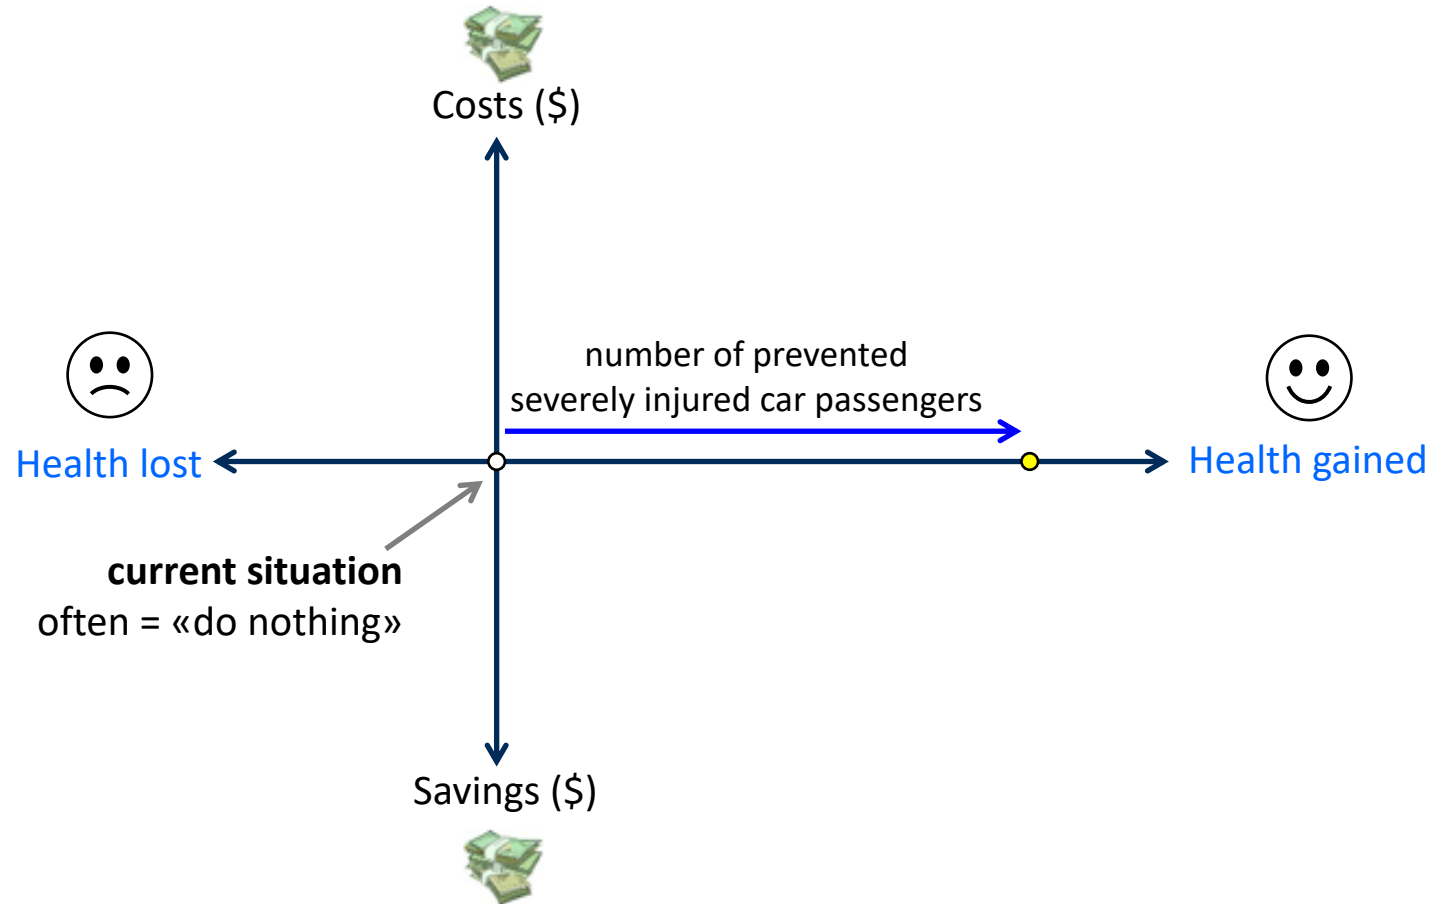 Costs ($)
number of prevented
severely injured car passengers
Health lost
Health gained
current situation
often = «do nothing»
Savings ($)